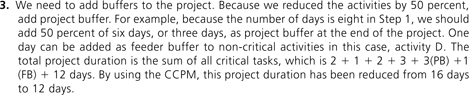 3. We need to add buffers to the project. Because we reduced the activities by 50 percent,
add project buffer. For example, because the number of days is eight in Step 1, we should
add 50 percent of six days, or three days, as project buffer at the end of the project. One
day can be added as feeder buffer to non-critical activities in this case, activity D. The
total project duration is the sum of all critical tasks, which is 2 + 1 + 2 + 3 + 3(PB) +1
(FB) + 12 days. By using the CCPM, this project duration has been reduced from 16 days
to 12 days.